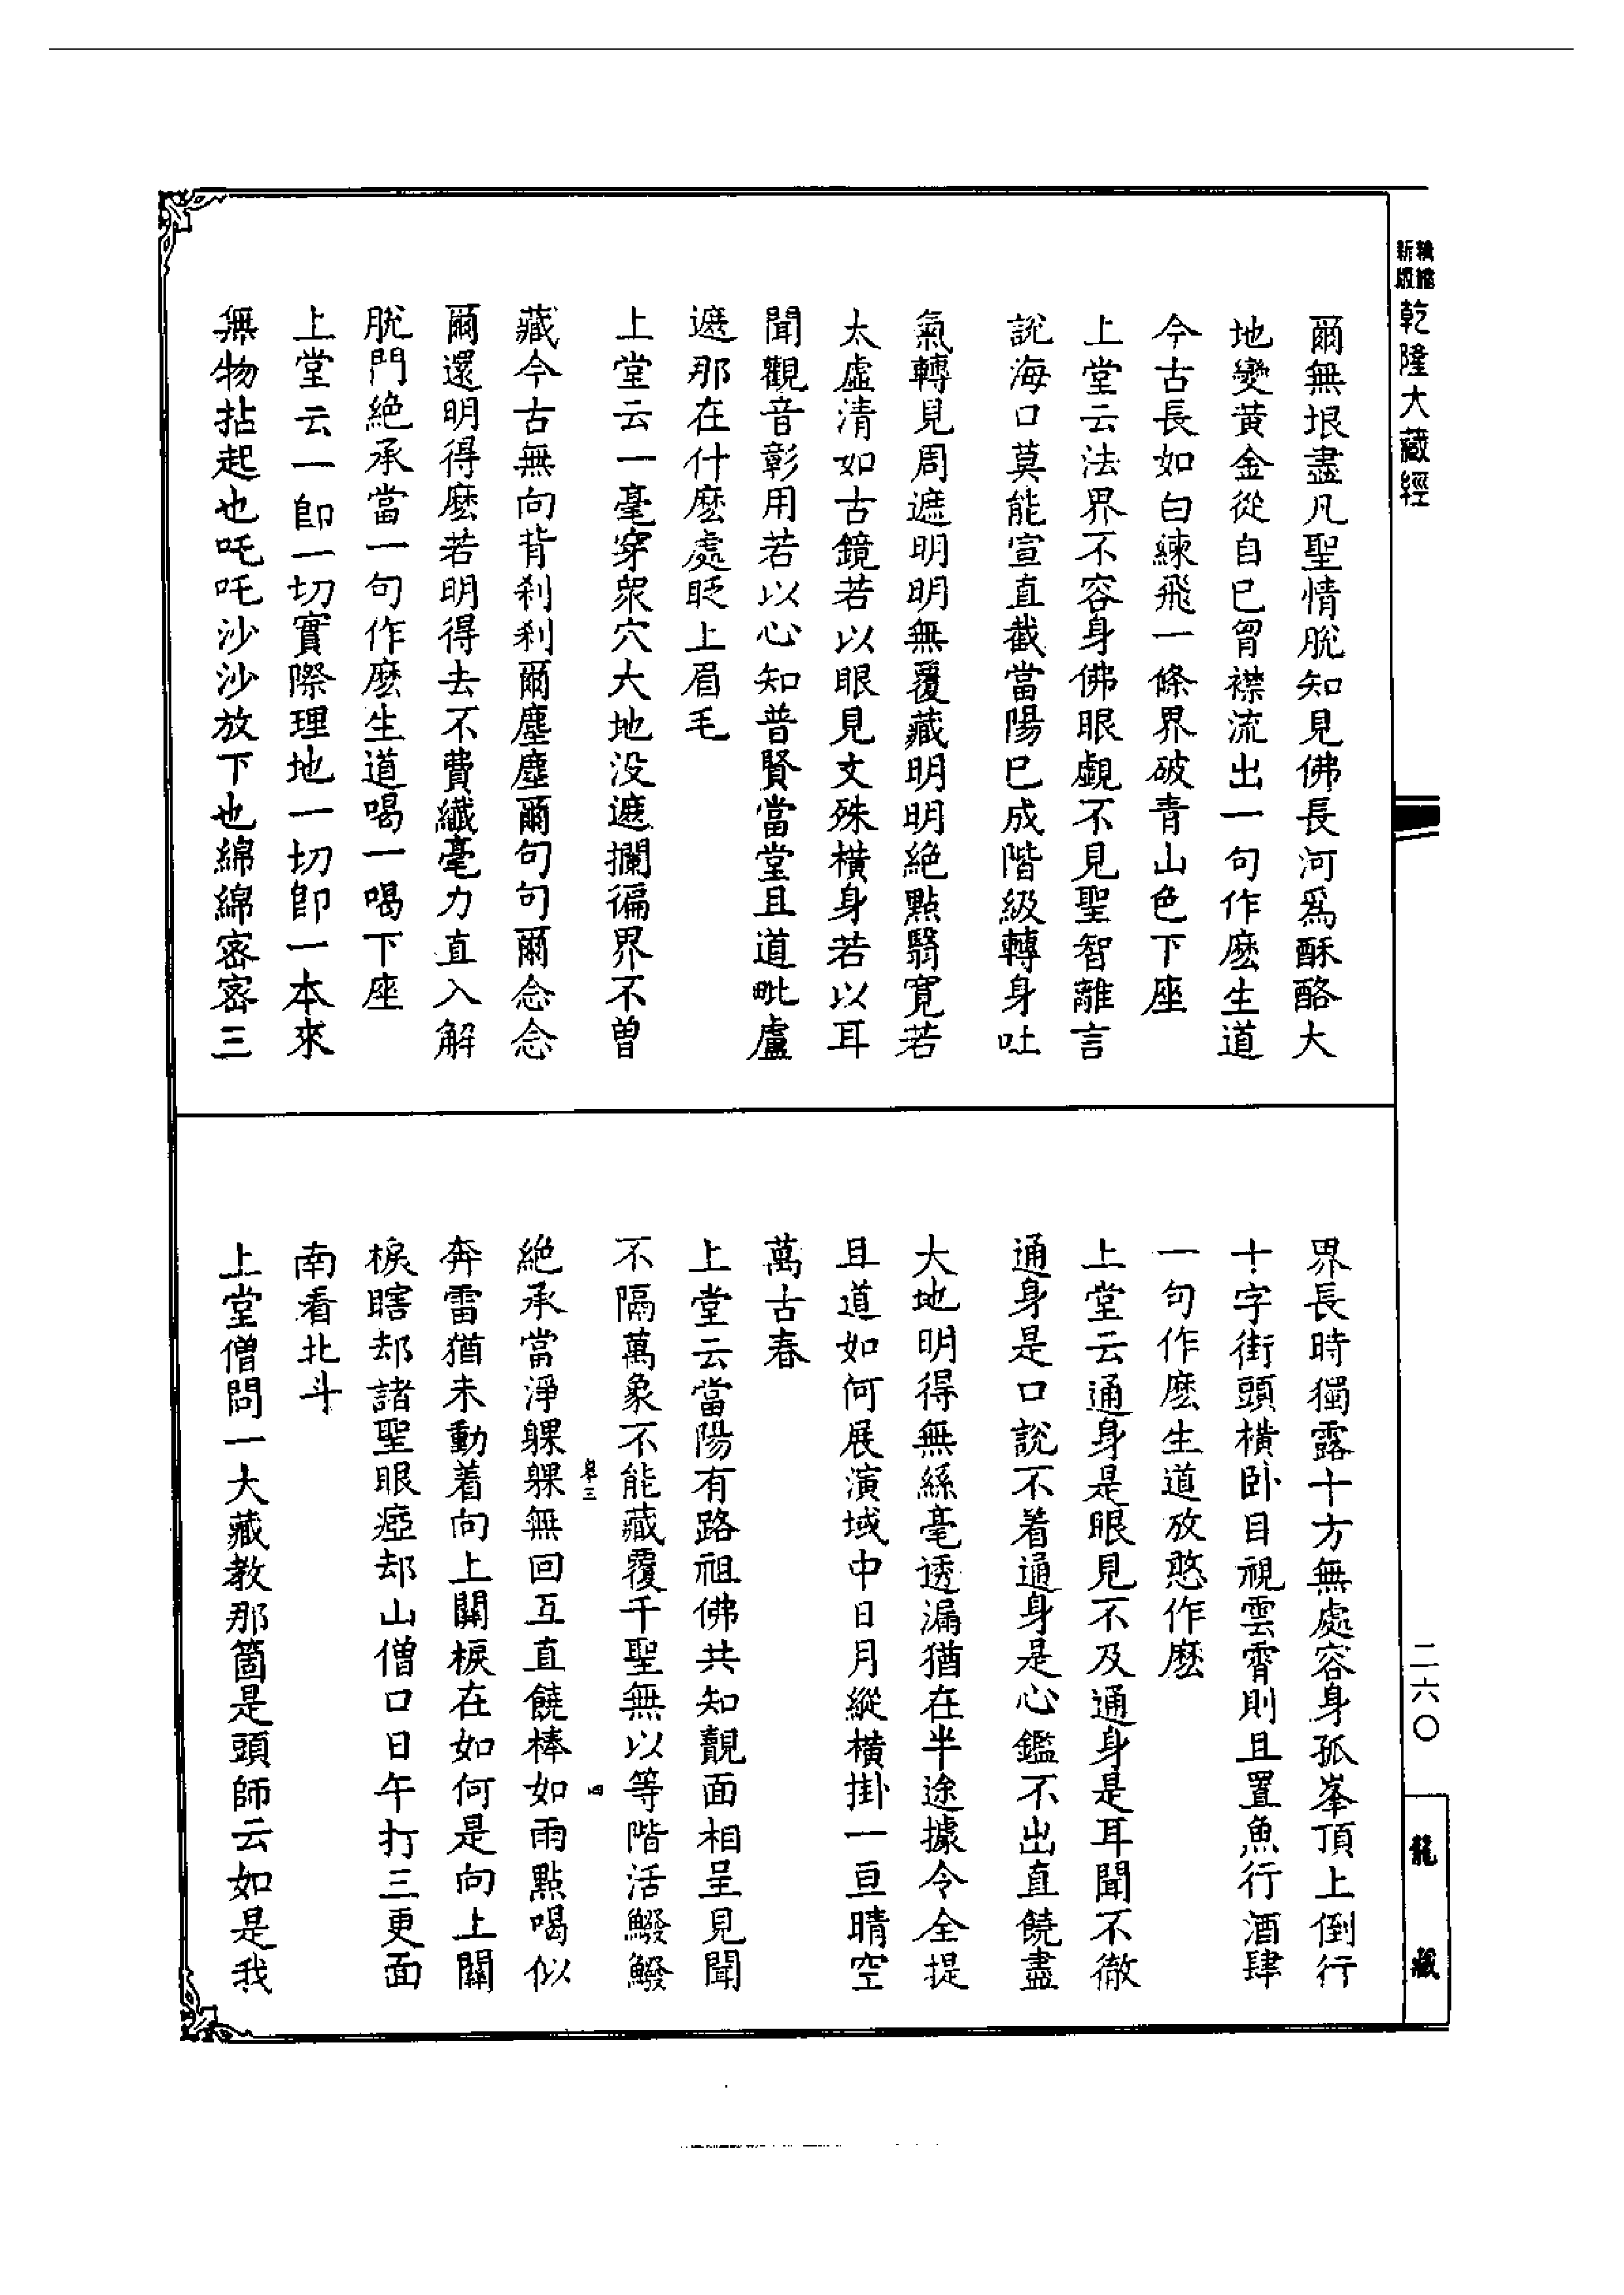 精縮
新版
乾隆大藏經
爾無垠盡凡聖情脫知見佛長河爲酥酪大
地變黃金從自己胷襟流出一句作麽生道
今古長如白練飛一條界破青山色下座
上堂云法界不容身佛眼覷不見聖智離言
說海口莫能宣直截當陽已成階級轉身吐
氣轉見周遮明明無覆藏明明絕點翳寬若
太虛清如古鏡若以眼見文殊橫身若以耳
聞觀音彰用若以心知普賢當堂且道毗盧
遮那在什麽處眨上眉毛
上堂云一毫穿衆穴大地没遮攔徧界不曾
藏今古無向背刹刹爾塵塵爾句句爾念念
爾還明得麽若明得去不費纖毫力直入解
脫門絕承當一句作麽生道喝一喝下座
上堂云一卽一切實際理地一切卽一本來
無物拈起也吒吒沙沙放下也綿綿密密三
界長時獨露十方無處容身孤峯頂上倒行
十字街頭橫卧目視雲霄則且置魚行酒肆
一句作麽生道放憨作麽
上堂云通身是眼見不及通身是耳聞不徹
通身是口說不着通身是心鑑不出直饒盡
大地明得無絲毫透漏猶在半途據令全提
且道如何展演域中日月縱橫掛一亘晴空
萬古春
上堂云當陽有路祖佛共知覿面相呈見聞
不隔萬象不能藏覆千聖無以等階活鱍鱍
卷三
四
絕承當淨躶躶無回互直饒棒如雨點喝似
奔雷猶未動着向上關棙在如何是向上關
棙瞎却諸聖眼瘂却山僧口日午打三更面
南看北斗
上堂僧問一大藏教那箇是頭師云如是我
二六〇
龍藏